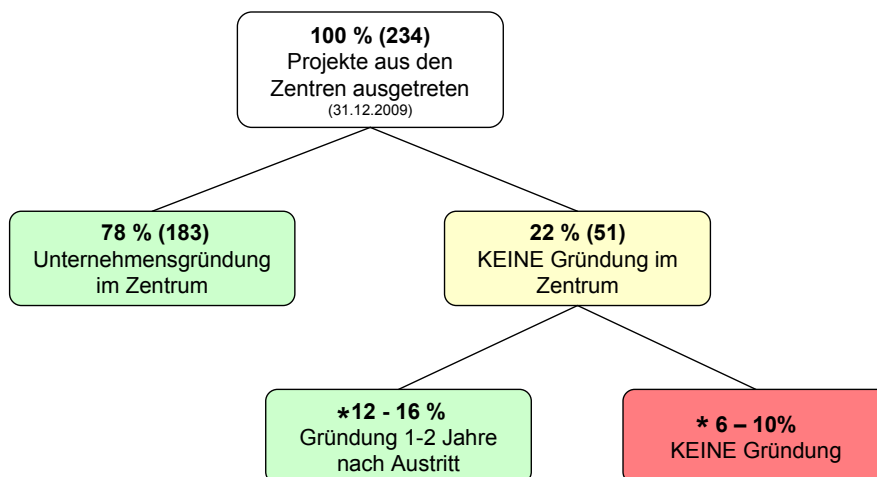 100 % (234)
Projekte aus den
Zentren ausgetreten
(31.12.2009)
78 % (183)
Unternehmensgründung
im Zentrum
22 % (51)
KEINE Gründung im
Zentrum
*12 - 16 %
Gründung 1-2 Jahre
nach Austritt
* 6 – 10%
KEINE Gründung